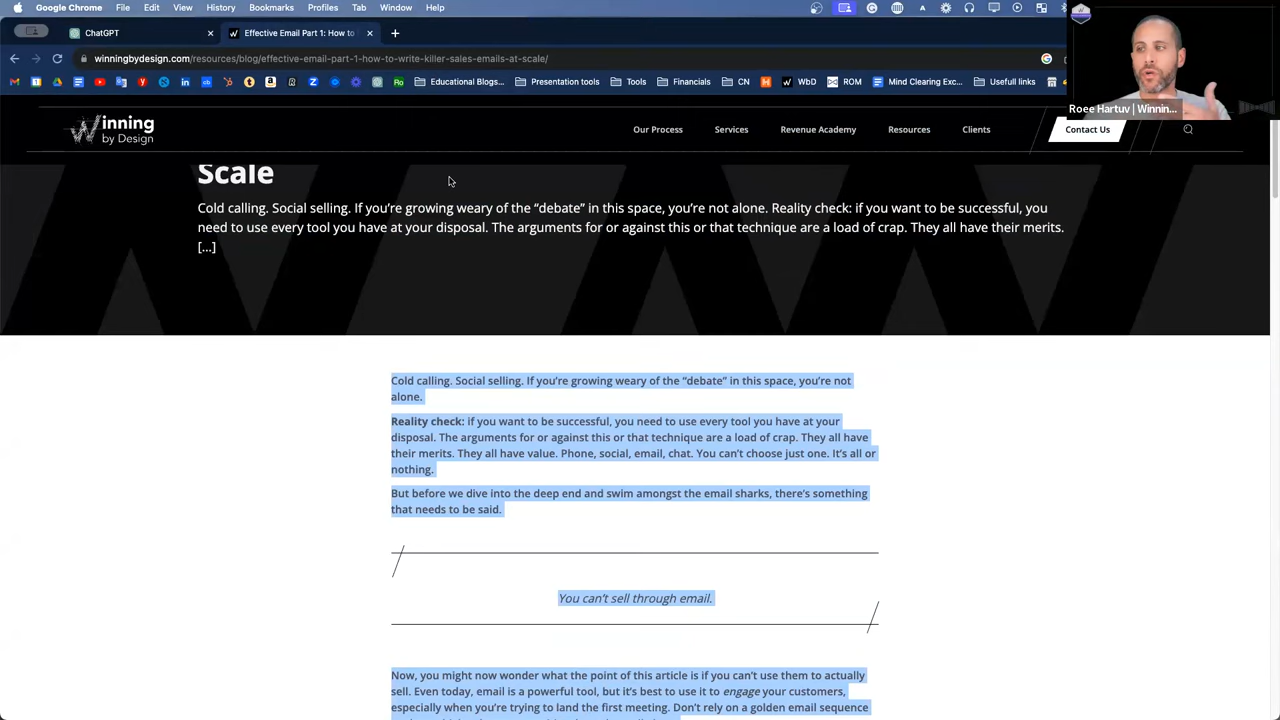 Google Chrome File Edit View History Bookmarks Profiles Tab Window Help
ChatGPT
Effective Email Part 1: How to
winningbydesign.com/resources/blog/effective-email-part-1-how-to-write-killer-sales-emails-at-scale/
Educational Blogs... Presentation tools Tools Financials CN WbD ROM Mind Clearing Exc... Usefull links
Roee Hartuv | Winnin...
Winning
by Design
Our Process Services Revenue Academy Resources Clients Contact Us
Scale
Cold calling. Social selling. If you’re growing weary of the “debate” in this space, you’re not alone. Reality check: if you want to be successful, you
need to use every tool you have at your disposal. The arguments for or against this or that technique are a load of crap. They all have their merits.
[...]
Cold calling. Social selling. If you’re growing weary of the “debate” in this space, you’re not
alone.
Reality check: if you want to be successful, you need to use every tool you have at your
disposal. The arguments for or against this or that technique are a load of crap. They all have
their merits. They all have value. Phone, social, email, chat. You can’t choose just one. It’s all or
nothing.
But before we dive into the deep end and swim amongst the email sharks, there’s something
that needs to be said.
You can’t sell through email.
Now, you might now wonder what the point of this article is if you can’t use them to actually
sell. Even today, email is a powerful tool, but it’s best to use it to engage your customers,
especially when you’re trying to land the first meeting. Don’t rely on a golden email sequence